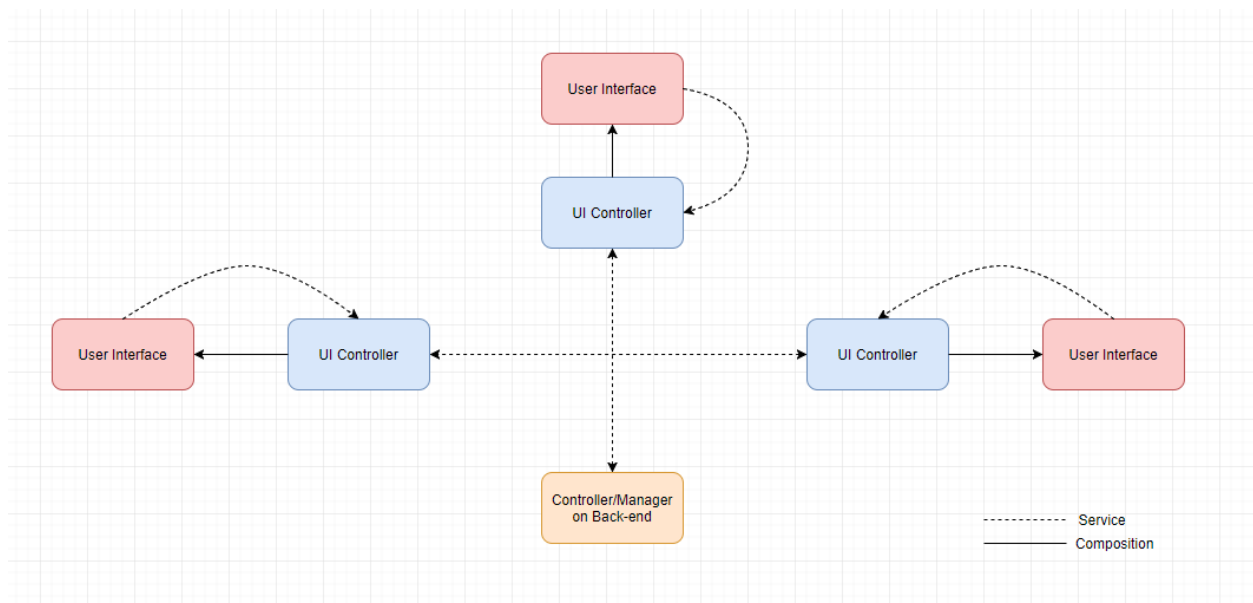 User Interface
UI Controller
User Interface
UI Controller
UI Controller
User Interface
Controller/Manager
on Back-end
Service
Composition